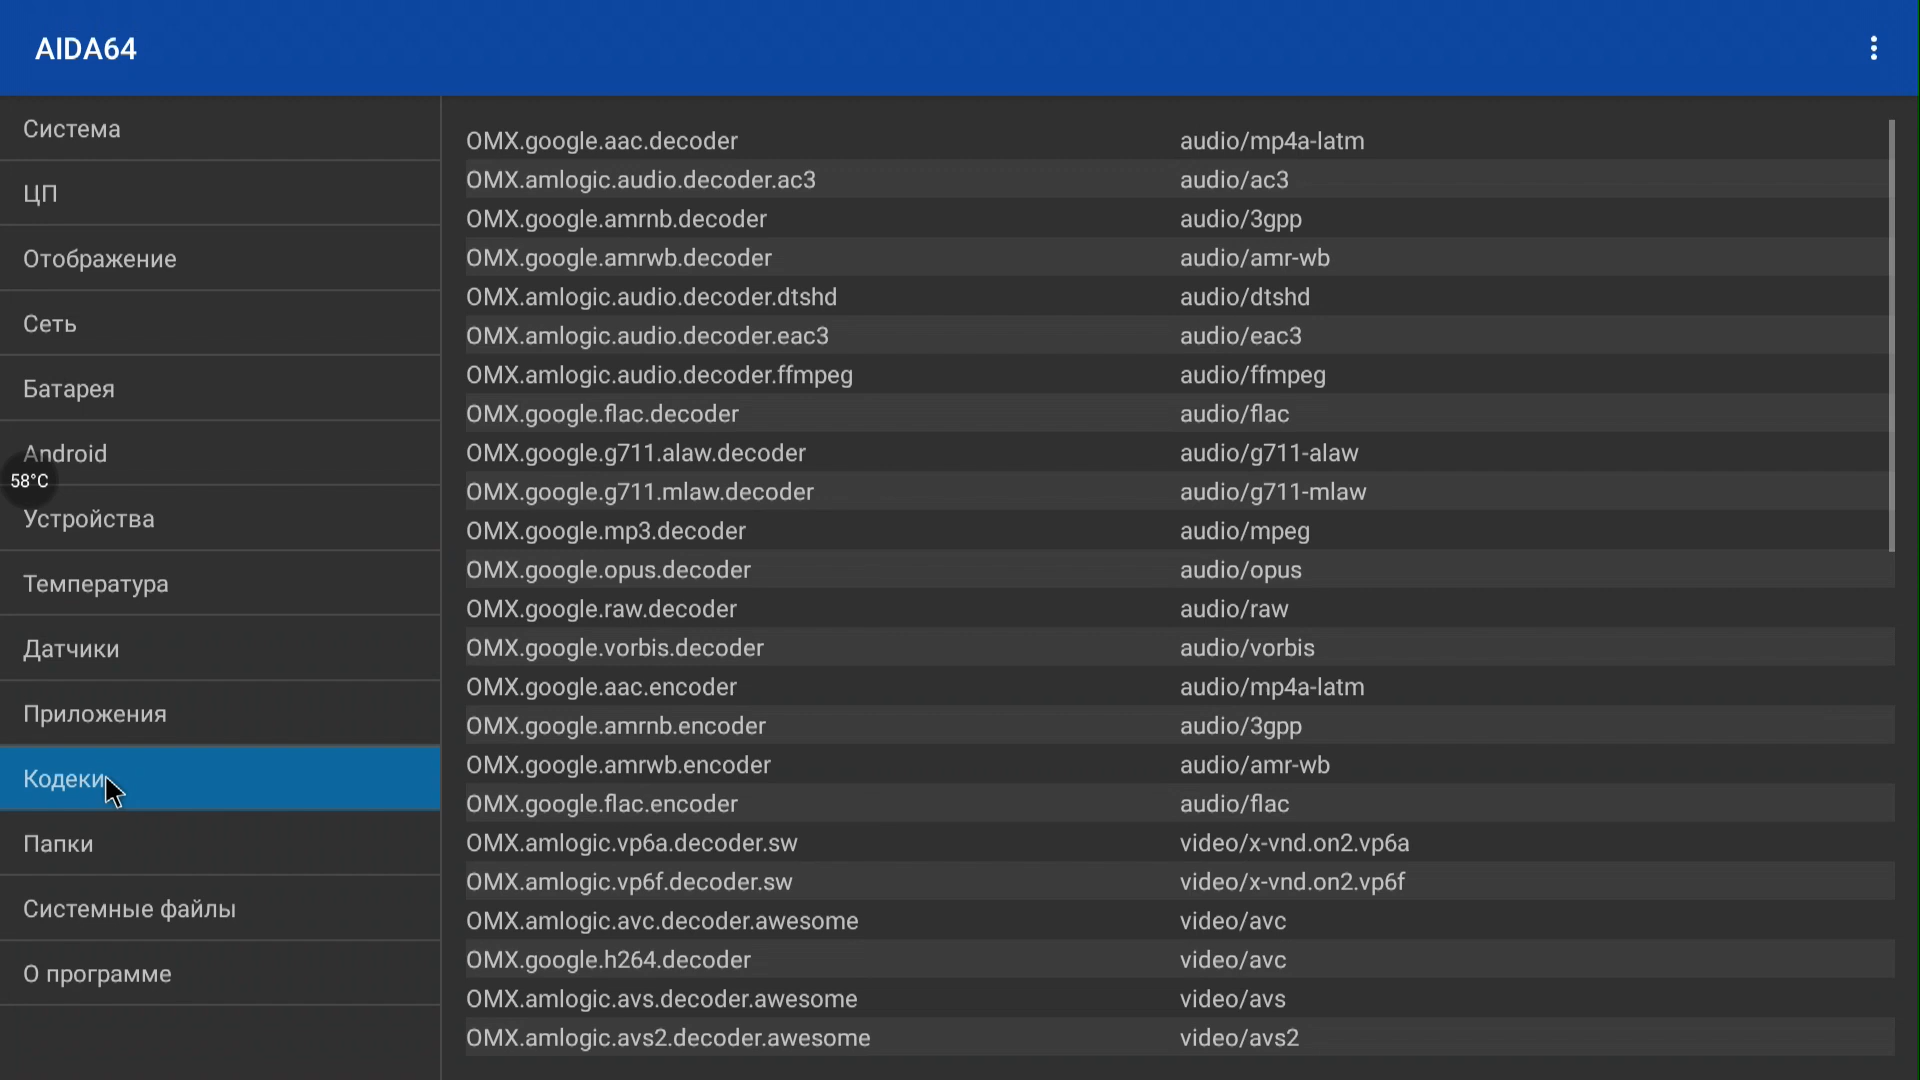 AIDA64
Система
ЦП
Отображение
Сеть
Батарея
Android
58°C
Устройства
Температура
Датчики
Приложения
Кодеки
Папки
Системные файлы
О программе
OMX.google.aac.decoder audio/mp4a-latm
OMX.amlogic.audio.decoder.ac3 audio/ac3
OMX.google.amrnb.decoder audio/3gpp
OMX.google.amrwb.decoder audio/amr-wb
OMX.amlogic.audio.decoder.dtshd audio/dtshd
OMX.amlogic.audio.decoder.eac3 audio/eac3
OMX.amlogic.audio.decoder.ffmpeg audio/ffmpeg
OMX.google.flac.decoder audio/flac
OMX.google.g711.alaw.decoder audio/g711-alaw
OMX.google.g711.mlaw.decoder audio/g711-mlaw
OMX.google.mp3.decoder audio/mpeg
OMX.google.opus.decoder audio/opus
OMX.google.raw.decoder audio/raw
OMX.google.vorbis.decoder audio/vorbis
OMX.google.aac.encoder audio/mp4a-latm
OMX.google.amrnb.encoder audio/3gpp
OMX.google.amrwb.encoder audio/amr-wb
OMX.google.flac.encoder audio/flac
OMX.amlogic.vp6a.decoder.sw video/x-vnd.on2.vp6a
OMX.amlogic.vp6f.decoder.sw video/x-vnd.on2.vp6f
OMX.amlogic.avc.decoder.awesome video/avc
OMX.google.h264.decoder video/avc
OMX.amlogic.avs.decoder.awesome video/avs
OMX.amlogic.avs2.decoder.awesome video/avs2